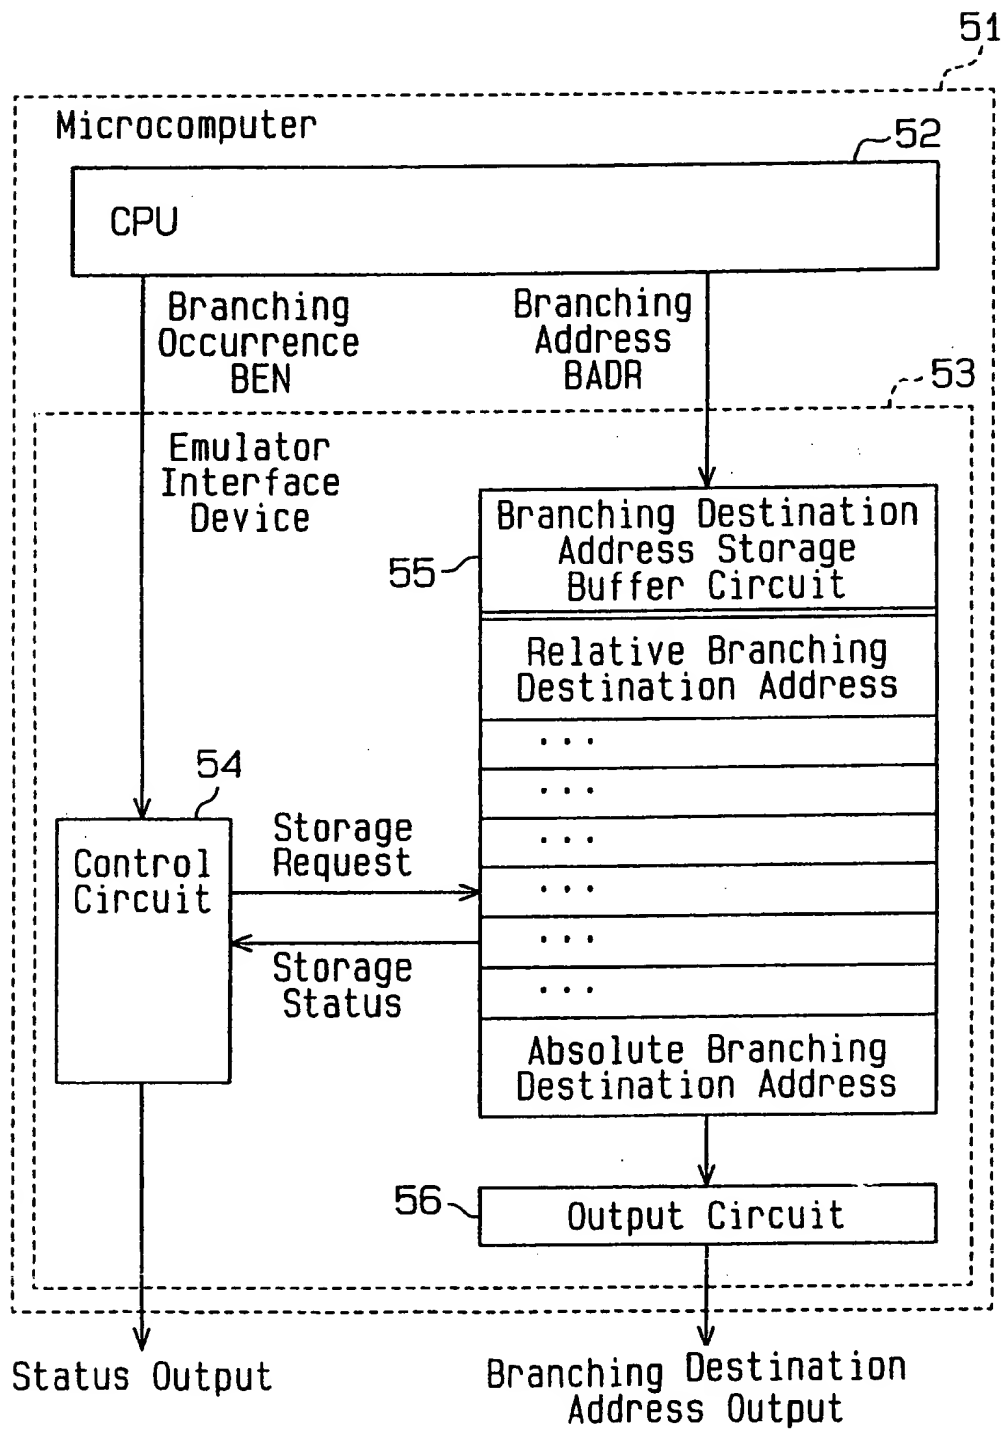 51
Microcomputer
52
CPU
Branching
Occurrence
BEN
Branching
Address
BADR
53
Emulator
Interface
Device
Branching Destination
Address Storage
Buffer Circuit
55
Relative Branching
Destination Address
...
...
...
...
...
...
54
Control
Circuit
Storage
Request
Storage
Status
Absolute Branching
Destination Address
56
Output Circuit
Status Output
Branching Destination
Address Output